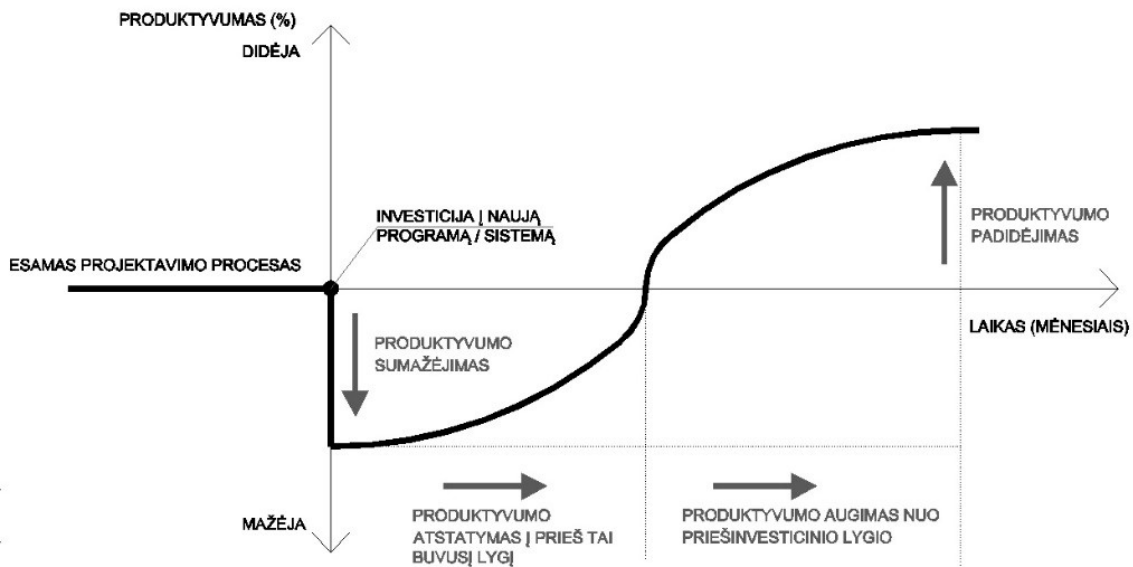 PRODUKTYVUMAS (%)
DIDĖJA
INVESTICIJA Į NAUJĄ
PROGRAMĄ / SISTEMĄ
ESAMAS PROJEKTAVIMO PROCESAS
PRODUKTYVUMO
PADIDĖJIMAS
LAIKAS (MĖNESIAIS)
PRODUKTYVUMO
SUMAŽĖJIMAS
MAŽĖJA
PRODUKTYVUMO
ATSTATYMAS Į PRIEŠ TAI
BUVUSĮ LYGĮ
PRODUKTYVUMO AUGIMAS NUO
PRIEŠINVESTICINIO LYGIO